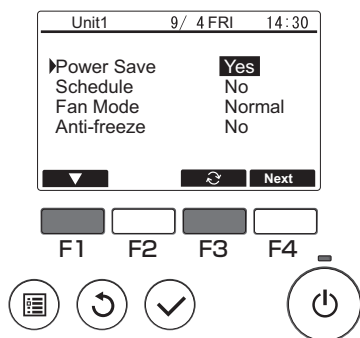 Unit1 9/ 4 FRI 14:30
Power Save Yes
Schedule No
Fan Mode Normal
Anti-freeze No
Next
F1 F2 F3 F4